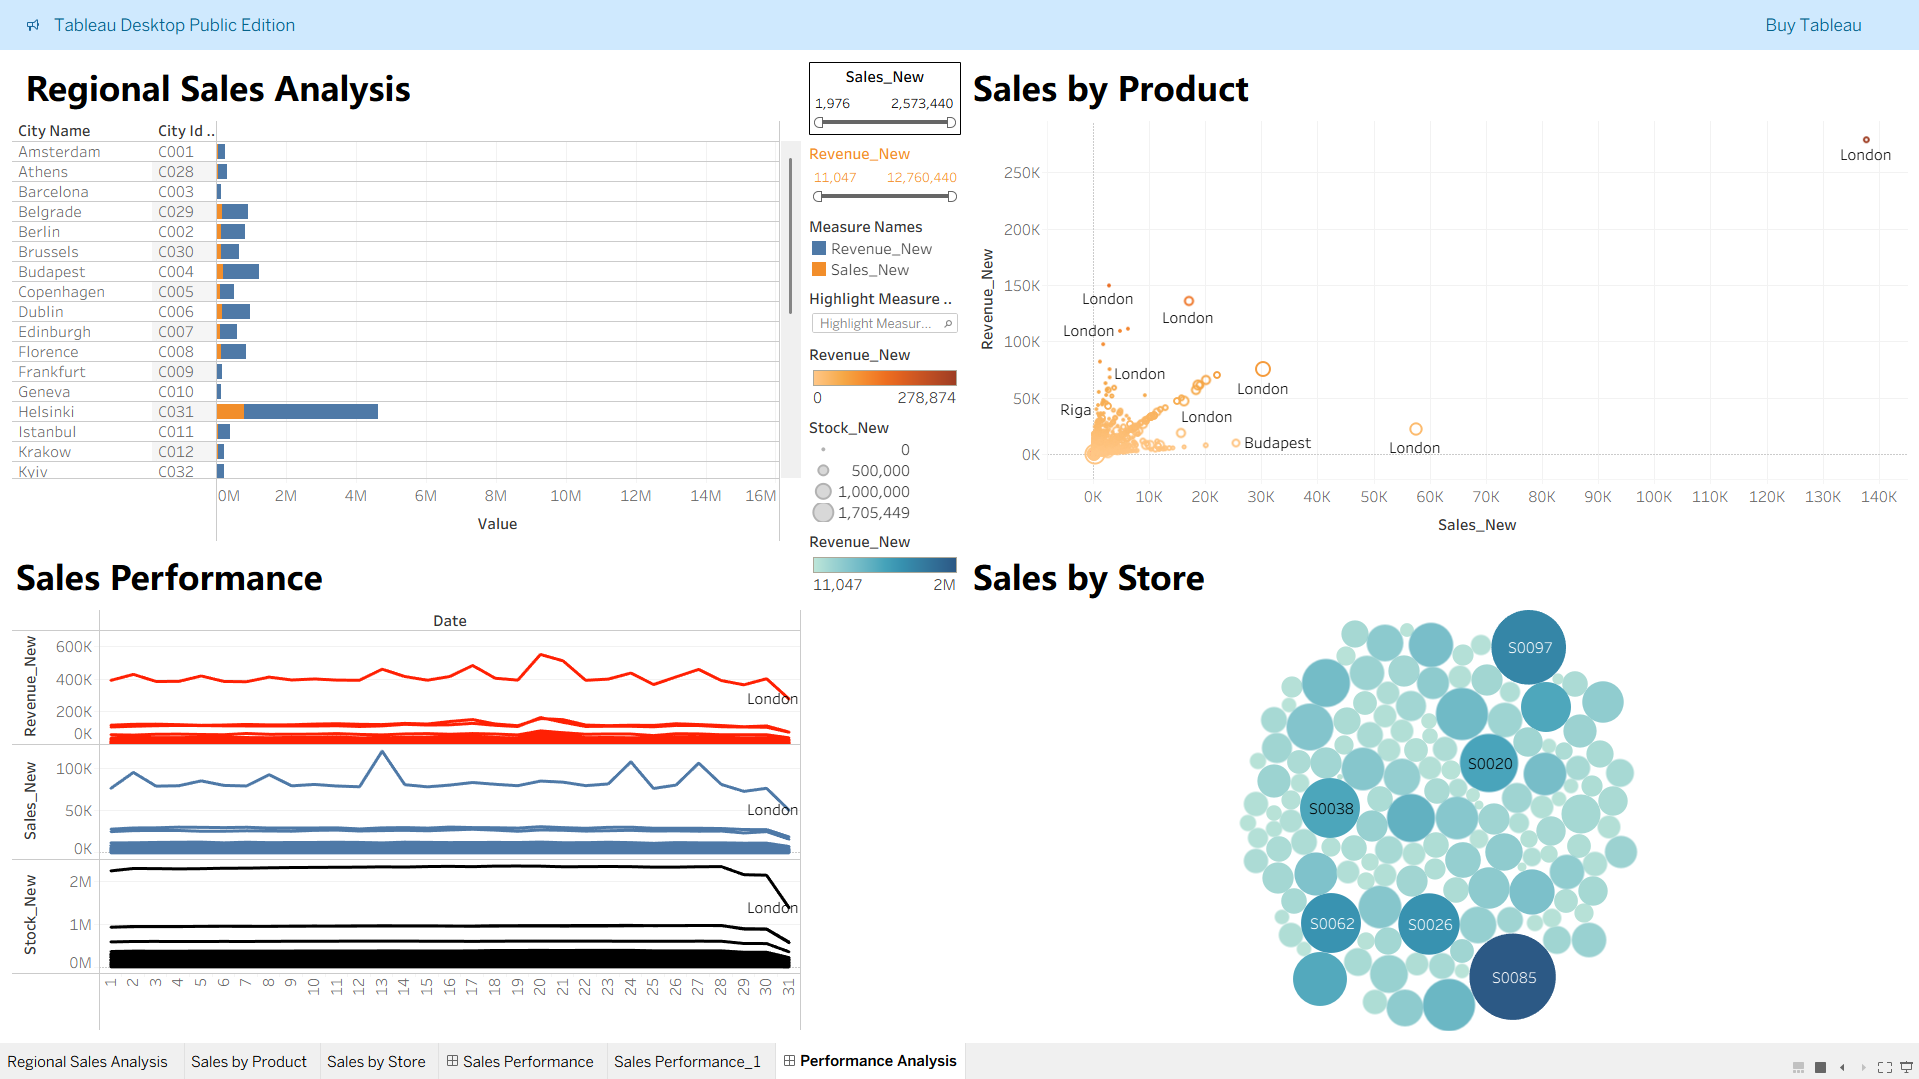 Tableau Desktop Public Edition
Buy Tableau
Regional Sales Analysis
City Name City Id ..
Amsterdam C001
Athens C028
Barcelona C003
Belgrade C029
Berlin C002
Brussels C030
Budapest C004
Copenhagen C005
Dublin C006
Edinburgh C007
Florence C008
Frankfurt C009
Geneva C010
Helsinki C031
Istanbul C011
Krakow C012
Kyiv C032
0M 2M 4M 6M 8M 10M 12M 14M 16M
Value
Sales_New
1,976 2,573,440
Revenue_New
11,047 12,760,440
Measure Names
Revenue_New
Sales_New
Highlight Measure ..
Highlight Measur...
Revenue_New
0 278,874
Stock_New
0
500,000
1,000,000
1,705,449
Revenue_New
11,047 2M
Sales by Product
Revenue_New
250K
200K
150K
100K
50K
0K
London
London
London
London
London
London
London
Riga
Budapest
London
0K 10K 20K 30K 40K 50K 60K 70K 80K 90K 100K 110K 120K 130K 140K
Sales_New
Sales Performance
Date
Revenue_New
600K
400K
200K
0K
London
Sales_New
100K
50K
0K
London
Stock_New
2M
1M
0M
London
1 2 3 4 5 6 7 8 9 10 11 12 13 14 15 16 17 18 19 20 21 22 23 24 25 26 27 28 29 30 31
Sales by Store
S0097
S0020
S0038
S0062
S0026
S0085
Regional Sales Analysis Sales by Product Sales by Store Sales Performance Sales Performance_1 Performance Analysis